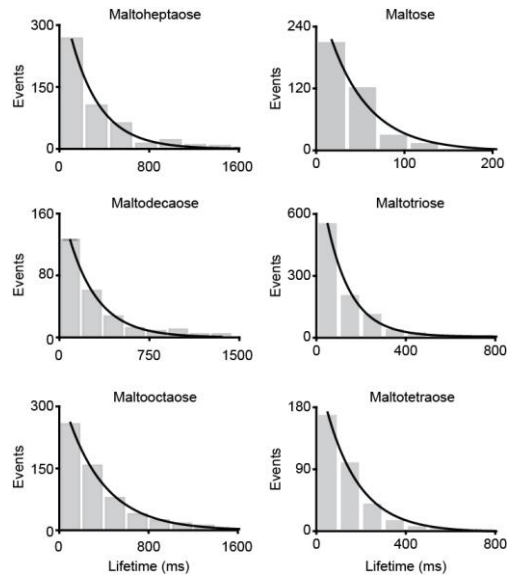 Maltoheptaose
300
150
0
Events
0 800 1600
Maltose
240
120
0
Events
0 100 200
Maltodecaose
160
80
0
Events
0 750 1500
Maltotriose
600
300
0
Events
0 400 800
Maltooctaose
300
150
0
Events
0 800 1600
Lifetime (ms)
Maltotetraose
180
90
0
Events
0 400 800
Lifetime (ms)